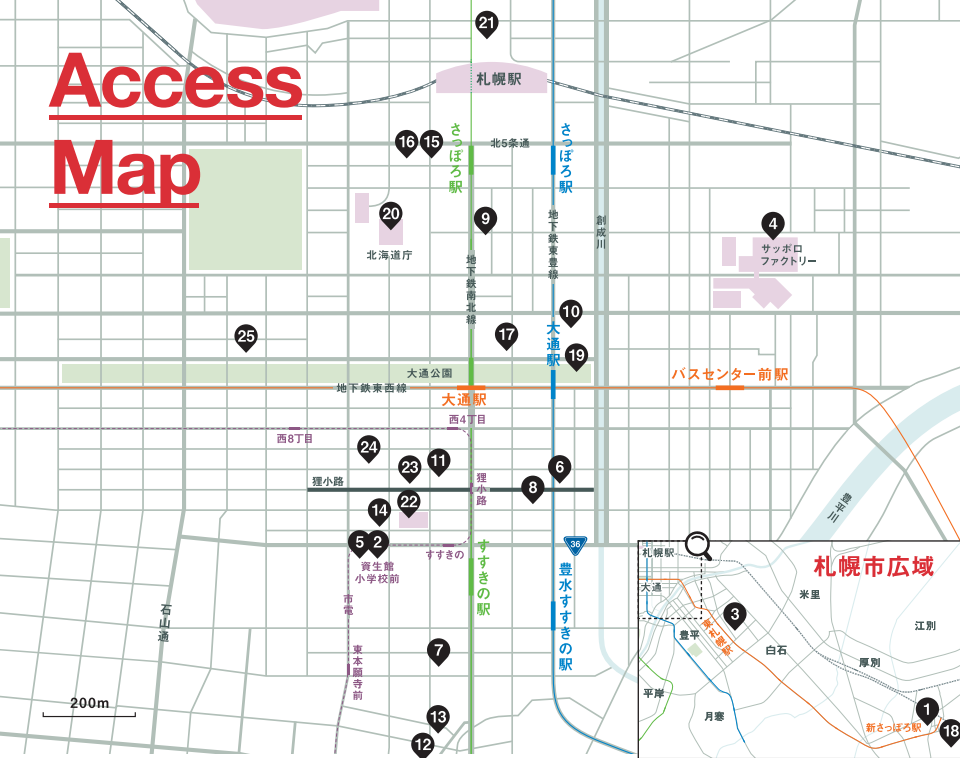 Access
Map
21
札幌駅
16
15
さっぽろ駅
北5条通
さっぽろ駅
20
9
4
北海道庁
地下鉄南北線
地下鉄東豊線
創成川
サッポロ
ファクトリー
25
17
10
大通駅
19
大通公園
地下鉄東西線
大通駅
バスセンター前駅
西8丁目
西4丁目
24
23
11
6
8
狸小路
狸小路
22
14
5
2
資生館
小学校前
すすきの
すすきの駅
36
豊水すすきの駅
豊平川
市電
石山通
東本願寺前
7
13
12
200m
札幌市広域
札幌駅
大通
米里
3
東札幌駅
豊平
白石
江別
厚別
平岸
月寒
1
新さっぽろ駅
18